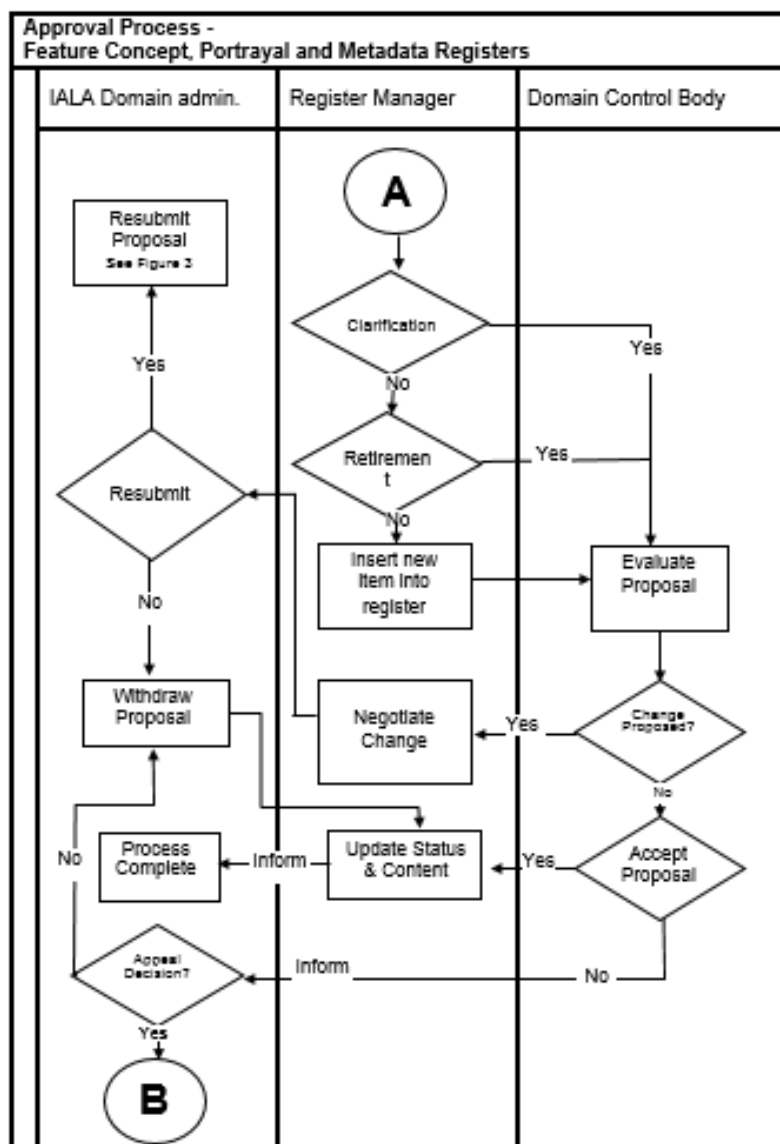 Approval Process -
Feature Concept, Portrayal and Metadata Registers
IALA Domain admin.
Register Manager
Domain Control Body
A
Resubmit
Proposal
See Figure 3
Clarification
Yes
Yes
No
Retiremen
t
Yes
Resubmit
No
Insert new
Item into
register
Evaluate
Proposal
No
Withdraw
Proposal
Negotiate
Change
Yes
Change
Proposed?
No
No
Process
Complete
Inform
Update Status
& Content
Yes
Accept
Proposal
Appeal
Decision?
Inform
No
Yes
B